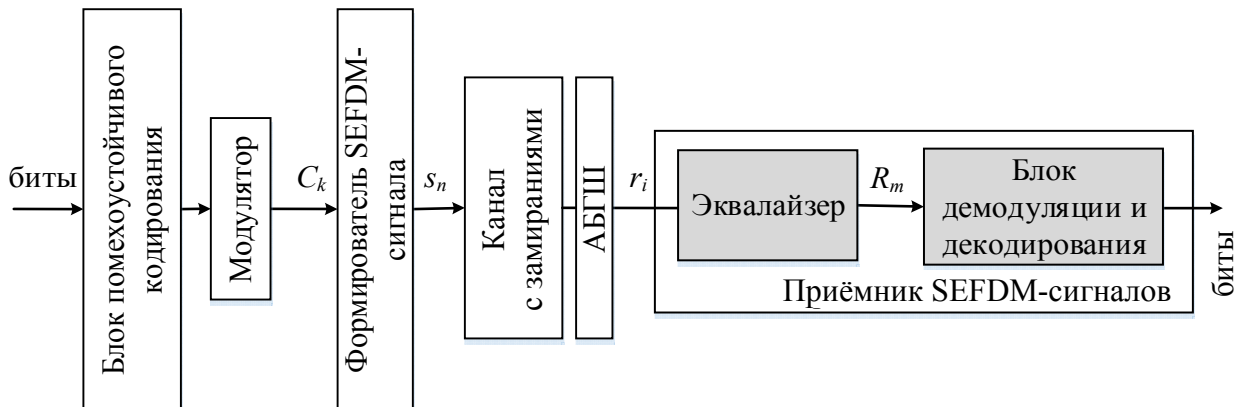 биты
Блок помехоустойчивого
кодирования
Модулятор
C_k
Формирователь SEFDM-
сигнала
s_n
Канал
с замираниями
АБГШ
r_i
Эквалайзер
R_m
Блок
демодуляции и
декодирования
Приёмник SEFDM-сигналов
биты